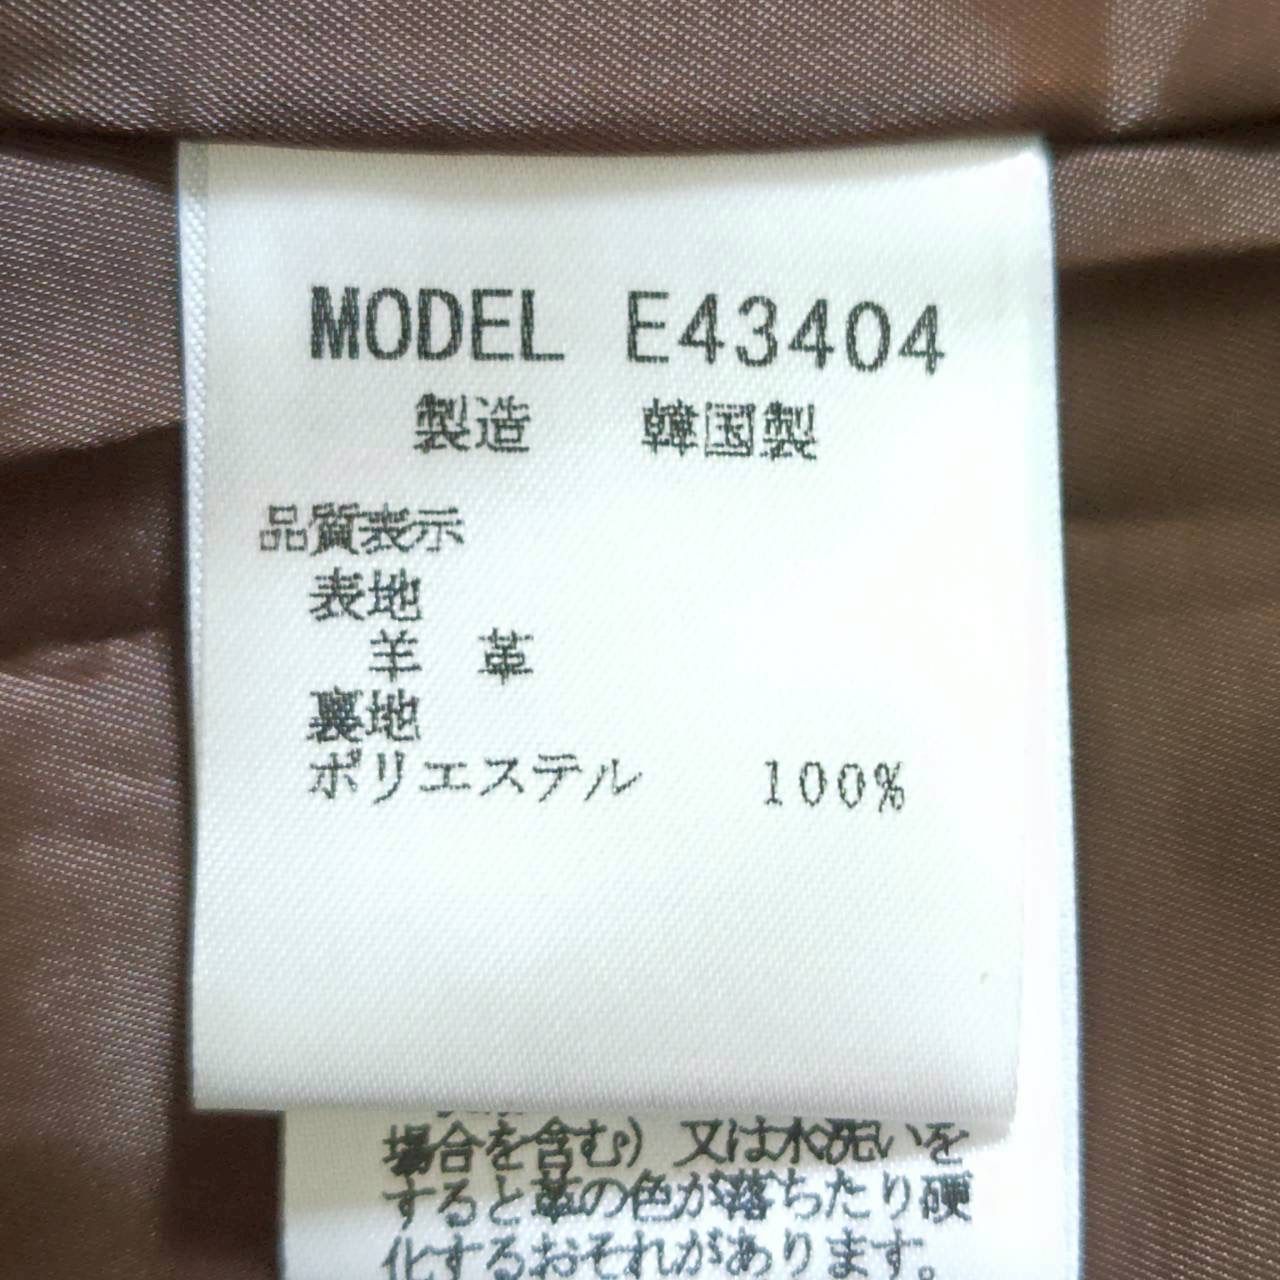 MODEL E43404
製造 韓国製
品質表示
表地
羊 革
裏地
ポリエステル 100%
場合を含む) 又は水洗いを
すると革の色が落ちたり硬
化するおそれがあります。